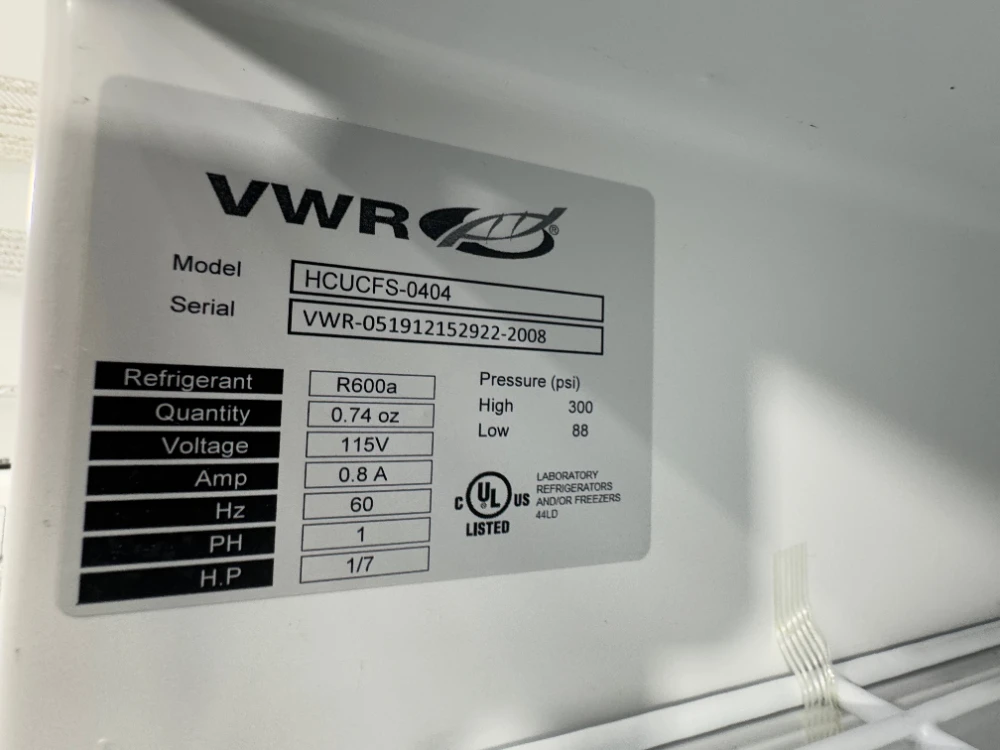 VWR®
Model HCUCFS-0404
Serial VWR-051912152922-2008
Refrigerant R600a
Quantity 0.74 oz
Voltage 115V
Amp 0.8 A
Hz 60
PH 1
H.P 1/7
Pressure (psi)
High 300
Low 88
C UL ® US
LISTED
LABORATORY
REFRIGERATORS
AND/OR FREEZERS
44LD